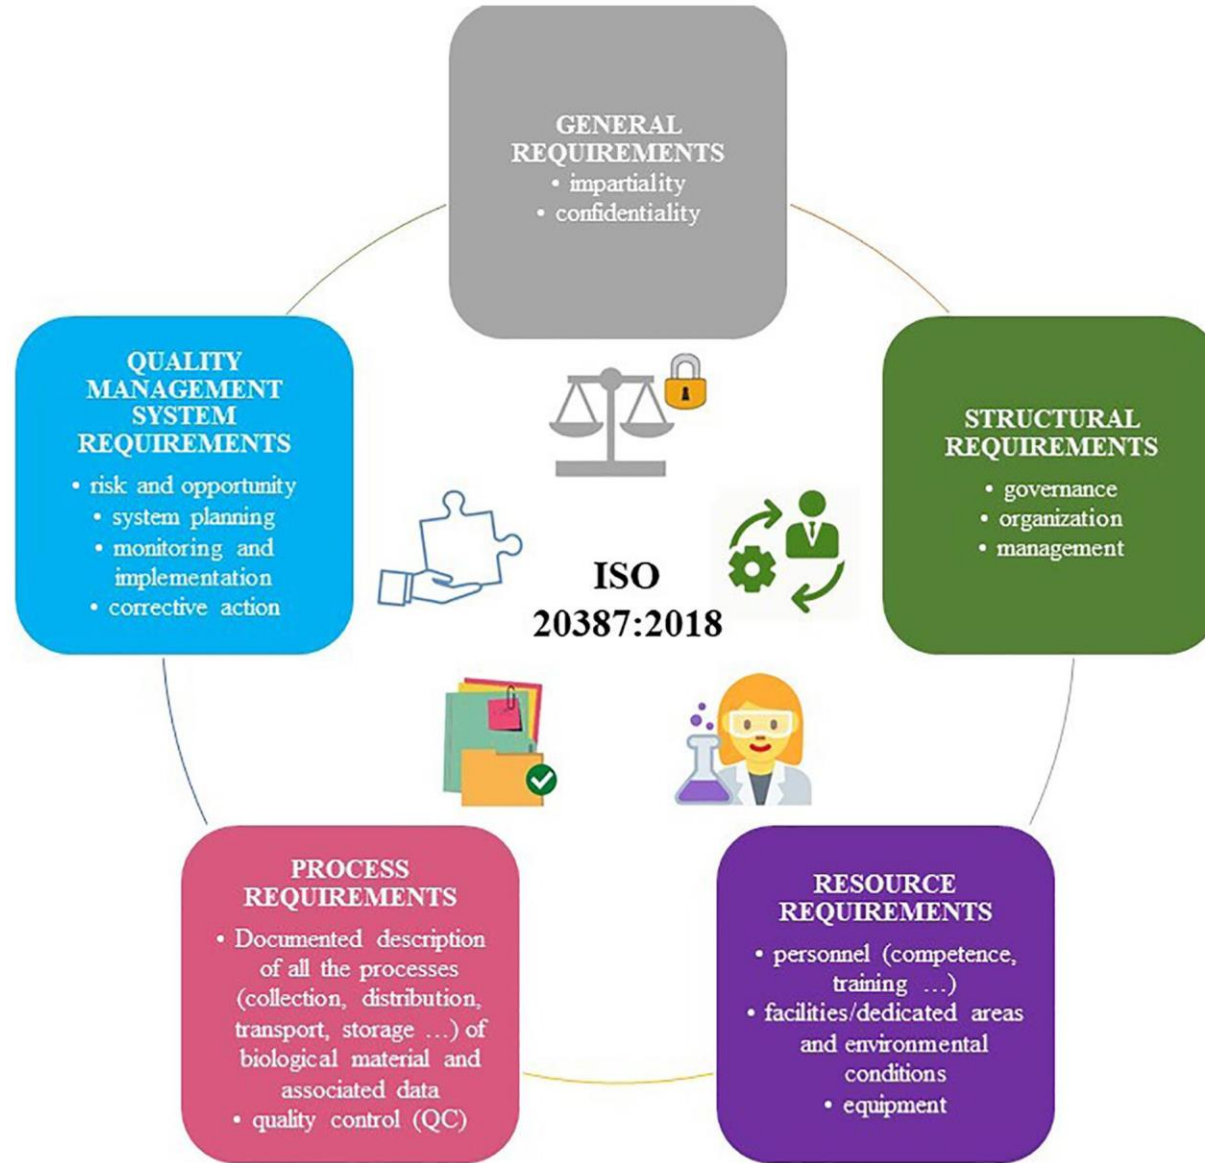 GENERAL
REQUIREMENTS
• impartiality
• confidentiality
QUALITY
MANAGEMENT
SYSTEM
REQUIREMENTS
• risk and opportunity
• system planning
• monitoring and
implementation
• corrective action
STRUCTURAL
REQUIREMENTS
• governance
• organization
• management
ISO
20387:2018
PROCESS
REQUIREMENTS
• Documented description
of all the processes
(collection, distribution,
transport, storage ...) of
biological material and
associated data
• quality control (QC)
RESOURCE
REQUIREMENTS
• personnel (competence,
training ...)
• facilities/dedicated areas
and environmental
conditions
• equipment